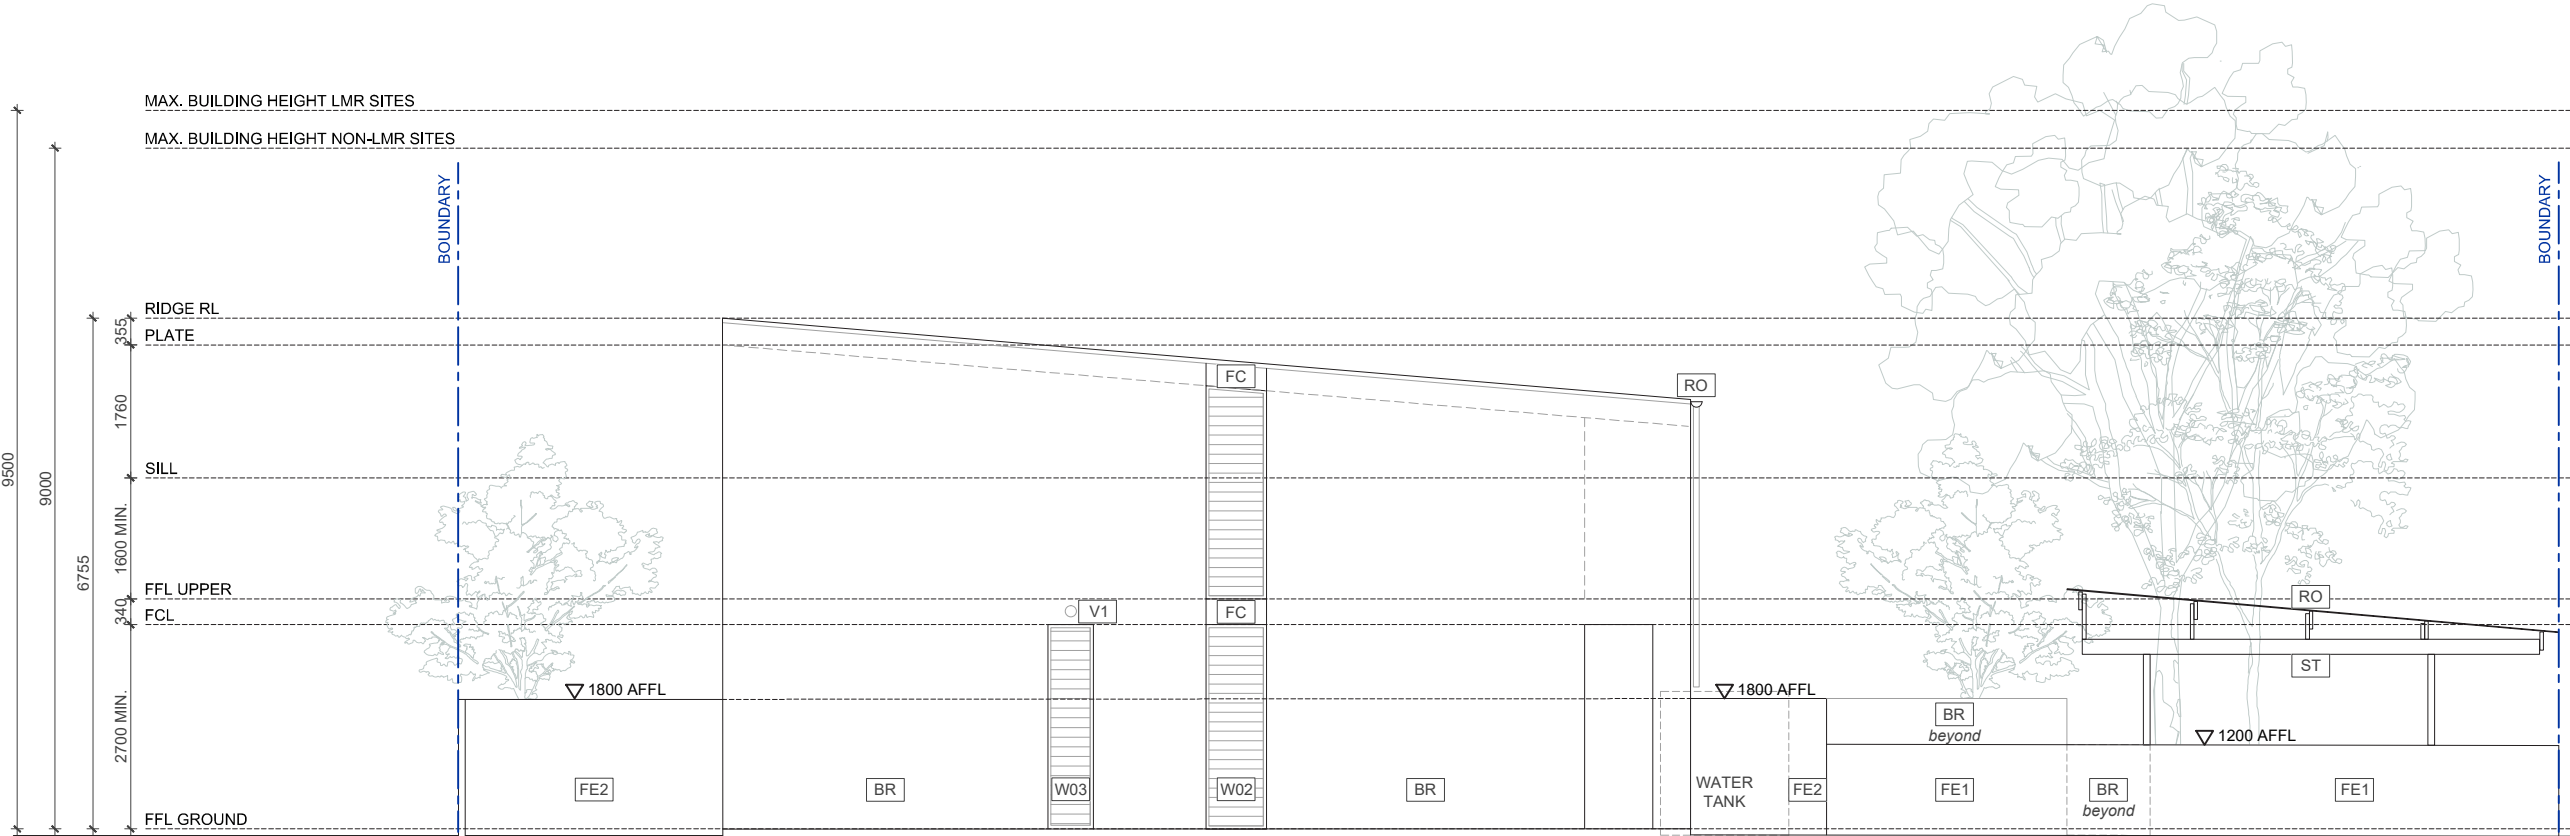 MAX. BUILDING HEIGHT LMR SITES
MAX. BUILDING HEIGHT NON-LMR SITES
BOUNDARY
BOUNDARY
RIDGE RL
PLATE
SILL
FFL UPPER
FCL
FFL GROUND
9500
9000
6755
355
1760
1600 MIN.
340
2700 MIN.
FC
RO
V1
FC
RO
ST
1800 AFFL
1800 AFFL
BR
beyond
1200 AFFL
FE2
BR
W03
W02
BR
WATER
TANK
FE2
FE1
BR
beyond
FE1